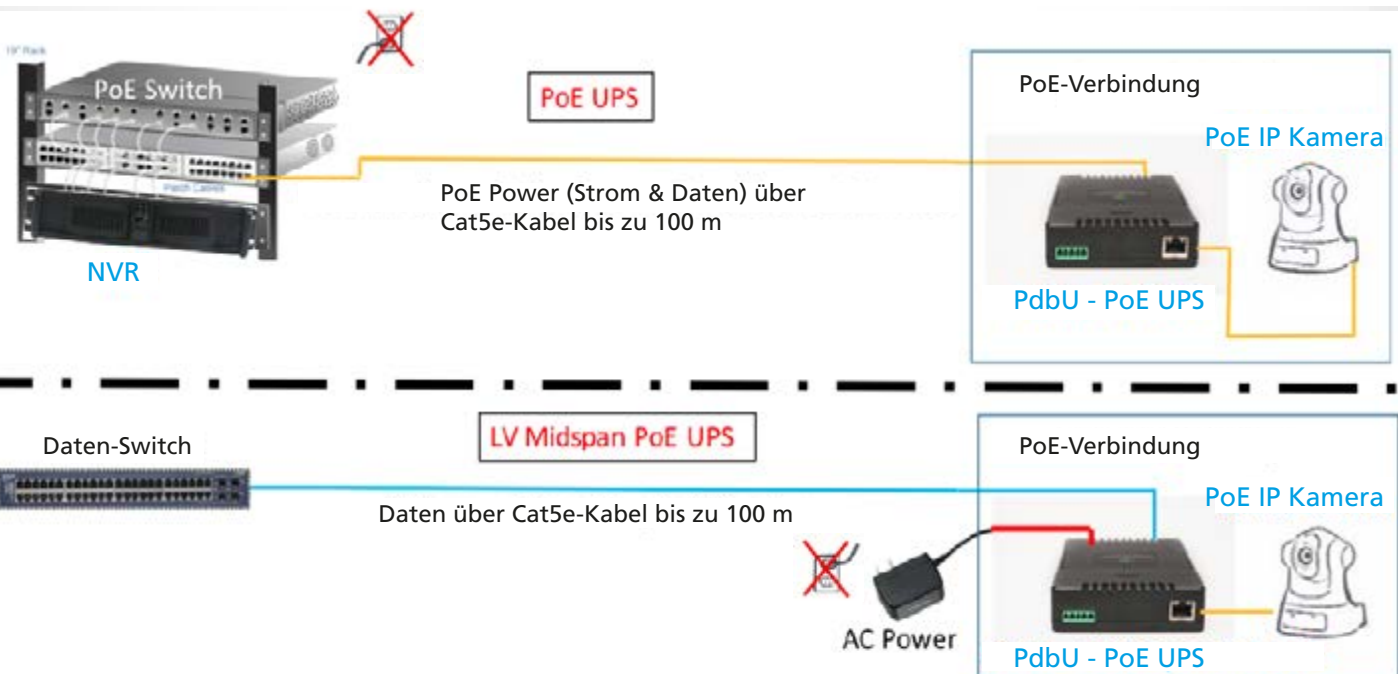 19" Rack
PoE Switch
Patch Cables
NVR
PoE UPS
PoE Power (Strom & Daten) über
Cat5e-Kabel bis zu 100 m
PoE-Verbindung
PoE IP Kamera
PdbU - PoE UPS
Daten-Switch
LV Midspan PoE UPS
Daten über Cat5e-Kabel bis zu 100 m
AC Power
PoE-Verbindung
PoE IP Kamera
PdbU - PoE UPS